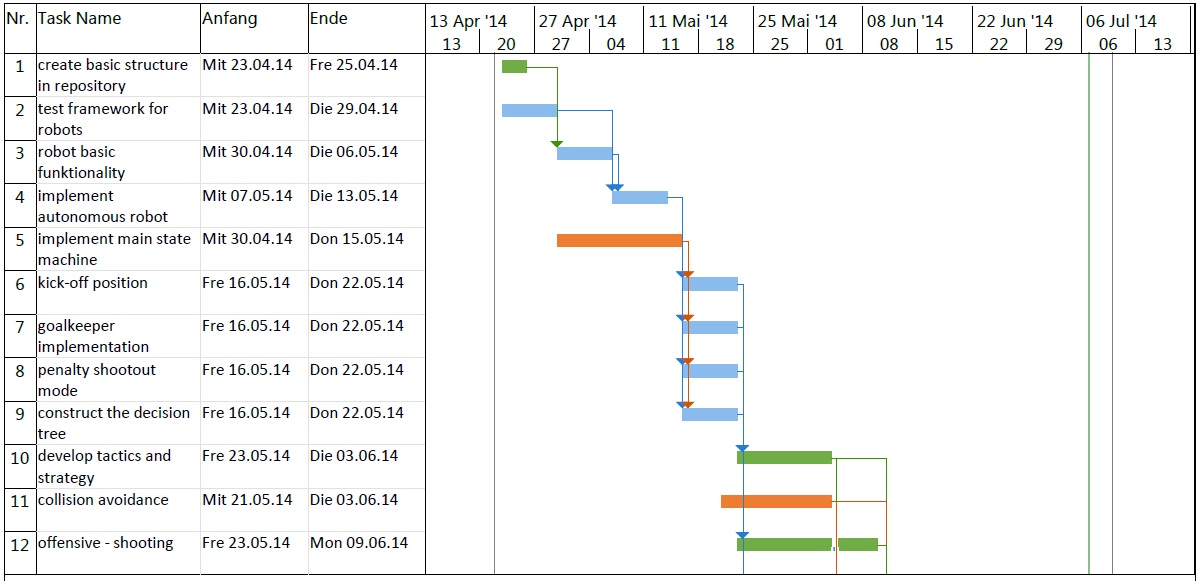 Nr. Task Name Anfang Ende 13 Apr '14 27 Apr '14 11 Mai '14 25 Mai '14 08 Jun '14 22 Jun '14 06 Jul '14
13 20 27 04 11 18 25 01 08 15 22 29 06 13
1 create basic structure Mit 23.04.14 Fre 25.04.14
in repository
2 test framework for Mit 23.04.14 Die 29.04.14
robots
3 robot basic Mit 30.04.14 Die 06.05.14
funktionality
4 implement Mit 07.05.14 Die 13.05.14
autonomous robot
5 implement main state Mit 30.04.14 Don 15.05.14
machine
6 kick-off position Fre 16.05.14 Don 22.05.14
7 goalkeeper Fre 16.05.14 Don 22.05.14
implementation
8 penalty shootout Fre 16.05.14 Don 22.05.14
mode
9 construct the decision Fre 16.05.14 Don 22.05.14
tree
10 develop tactics and Fre 23.05.14 Die 03.06.14
strategy
11 collision avoidance Mit 21.05.14 Die 03.06.14
12 offensive - shooting Fre 23.05.14 Mon 09.06.14